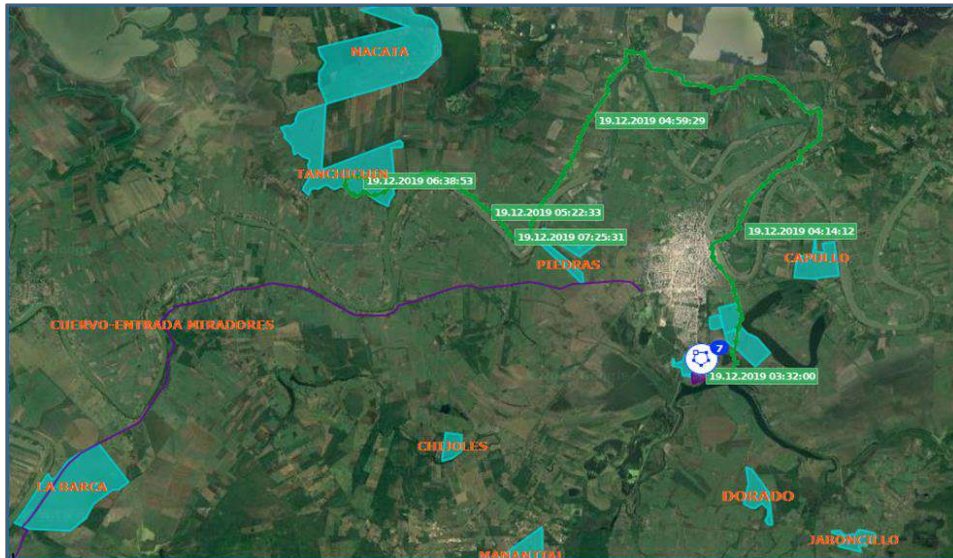 MACATA
19.12.2019 04:59:29
TANCHICHIN
19.12.2019 06:38:53
19.12.2019 05:22:33
19.12.2019 04:14:12
19.12.2019 07:25:31
CAPULLO
PIEDRAS
CUERVO-ENTRADA MIRADORES
7
19.12.2019 03:32:00
CHIJOLES
LA BARCA
DORADO
JABONCILLO
MANANTIAL